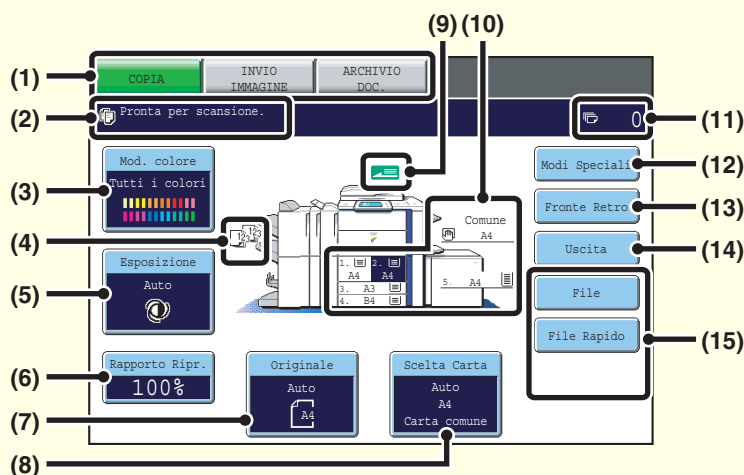 (9) (10)
(1)
COPIA
INVIO
IMMAGINE
ARCHIVIO
DOC.
(2)
Pronta per scansione.
0
(11)
Mod. colore
Tutti i colori
(3)
Modi Speciali
(12)
Comune
A4
Fronte Retro
(13)
(4)
123
123
Uscita
(14)
Esposizione
Auto
(5)
1.
A4
2.
A4
3. A3
4. B4
5. A4
File
File Rapido
(15)
Rapporto Ripr.
100%
(6)
Originale
Auto
A4
(7)
Scelta Carta
Auto
A4
Carta comune
(8)